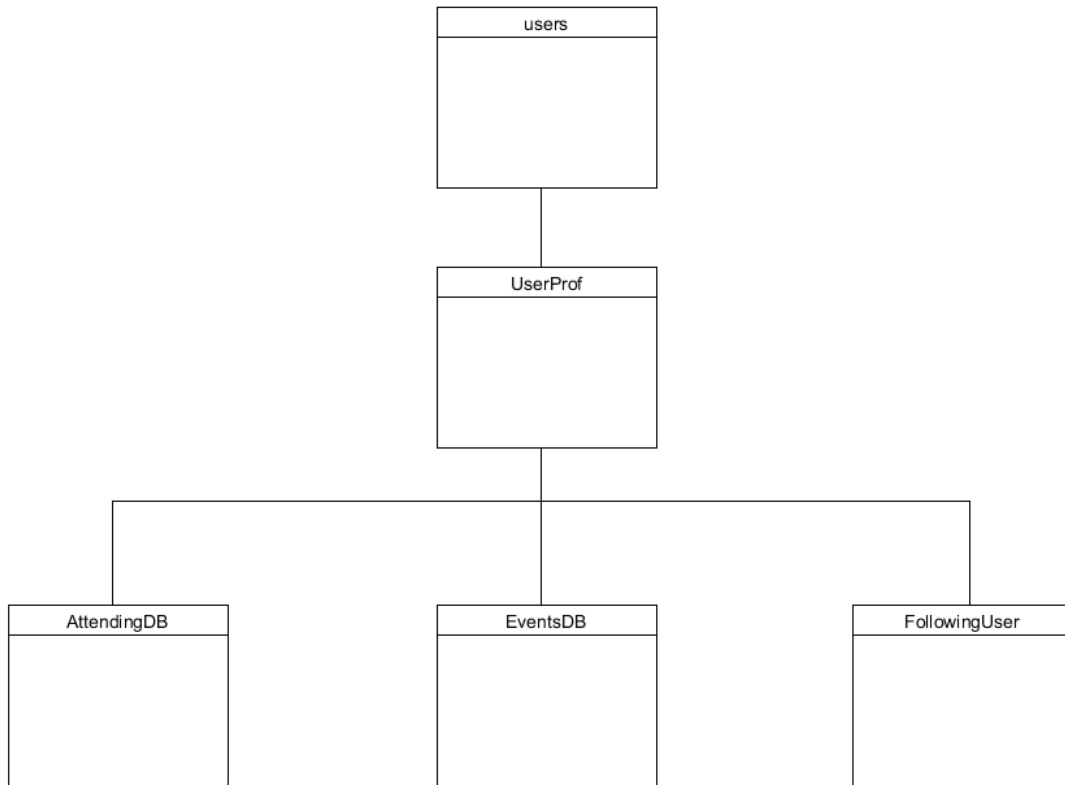 users
UserProf
AttendingDB
EventsDB
FollowingUser